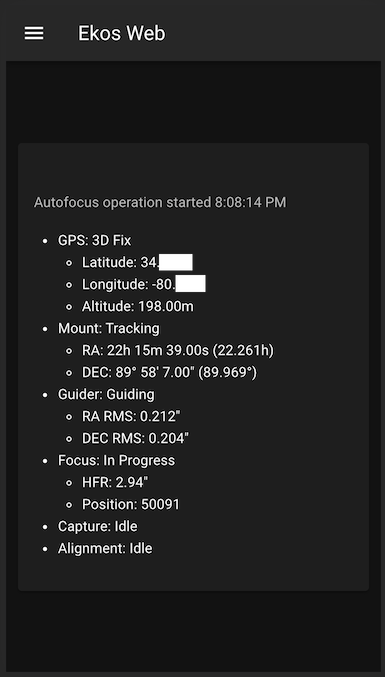 Ekos Web
Autofocus operation started 8:08:14 PM
GPS: 3D Fix
Latitude: 34.
Longitude: -80.
Altitude: 198.00m
Mount: Tracking
RA: 22h 15m 39.00s (22.261h)
DEC: 89° 58' 7.00" (89.969°)
Guider: Guiding
RA RMS: 0.212"
DEC RMS: 0.204"
Focus: In Progress
HFR: 2.94"
Position: 50091
Capture: Idle
Alignment: Idle